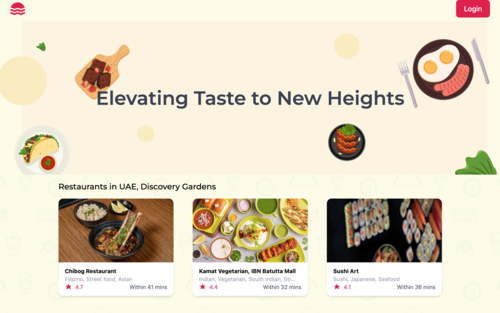 Login
Elevating Taste to New Heights
Restaurants in UAE, Discovery Gardens
Chibog Restaurant
Filipino, Street food, Asian
4.7 Within 41 mins
Kamat Vegetarian, IBN Batutta Mall
Indian, Vegetarian, South Indian, Str...
4.4 Within 32 mins
Sushi Art
Sushi, Japanese, Seafood
4.1 Within 36 mins